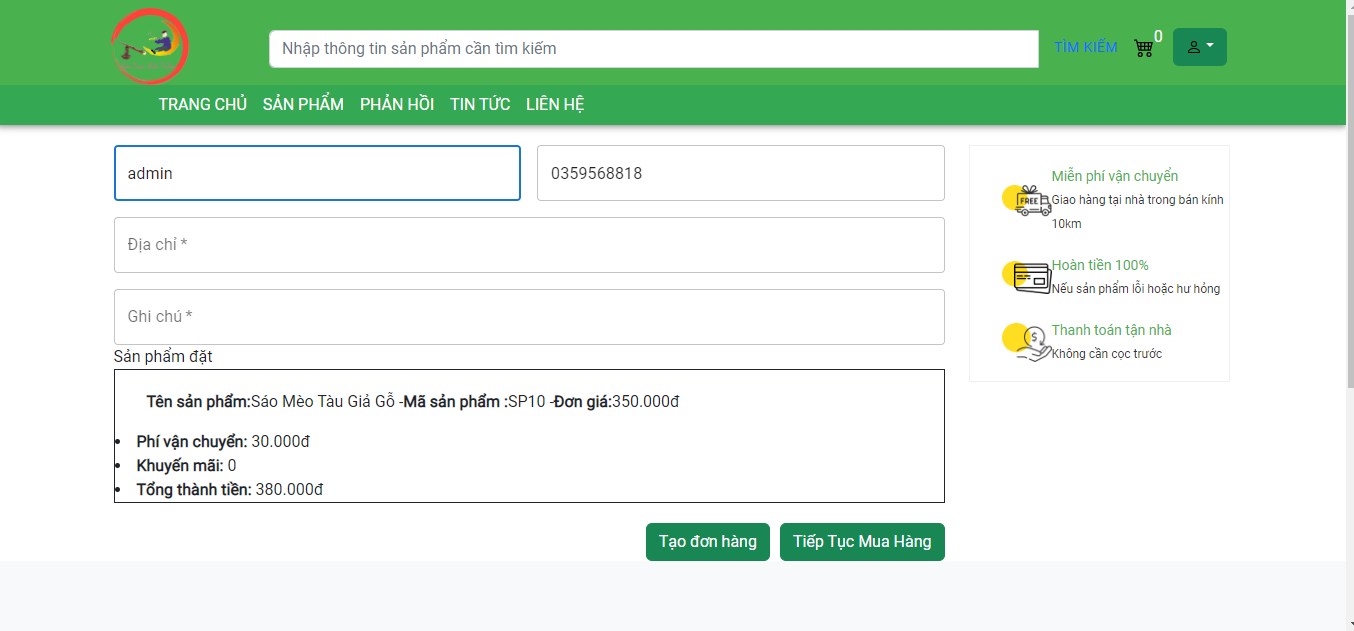 Nhập thông tin sản phẩm cần tìm kiếm
TÌM KIẾM
0
TRANG CHỦ SẢN PHẨM PHẢN HỒI TIN TỨC LIÊN HỆ
admin
0359568818
Địa chỉ *
Ghi chú *
Sản phẩm đặt
Tên sản phẩm:Sáo Mèo Tàu Giả Gỗ -Mã sản phẩm :SP10 -Đơn giá:350.000đ
Phí vận chuyển: 30.000đ
Khuyến mãi: 0
Tổng thành tiền: 380.000đ
Tạo đơn hàng
Tiếp Tục Mua Hàng
Miễn phí vận chuyển
FREE
Giao hàng tại nhà trong bán kính
10km
Hoàn tiền 100%
Nếu sản phẩm lỗi hoặc hư hỏng
Thanh toán tận nhà
$
Không cần cọc trước